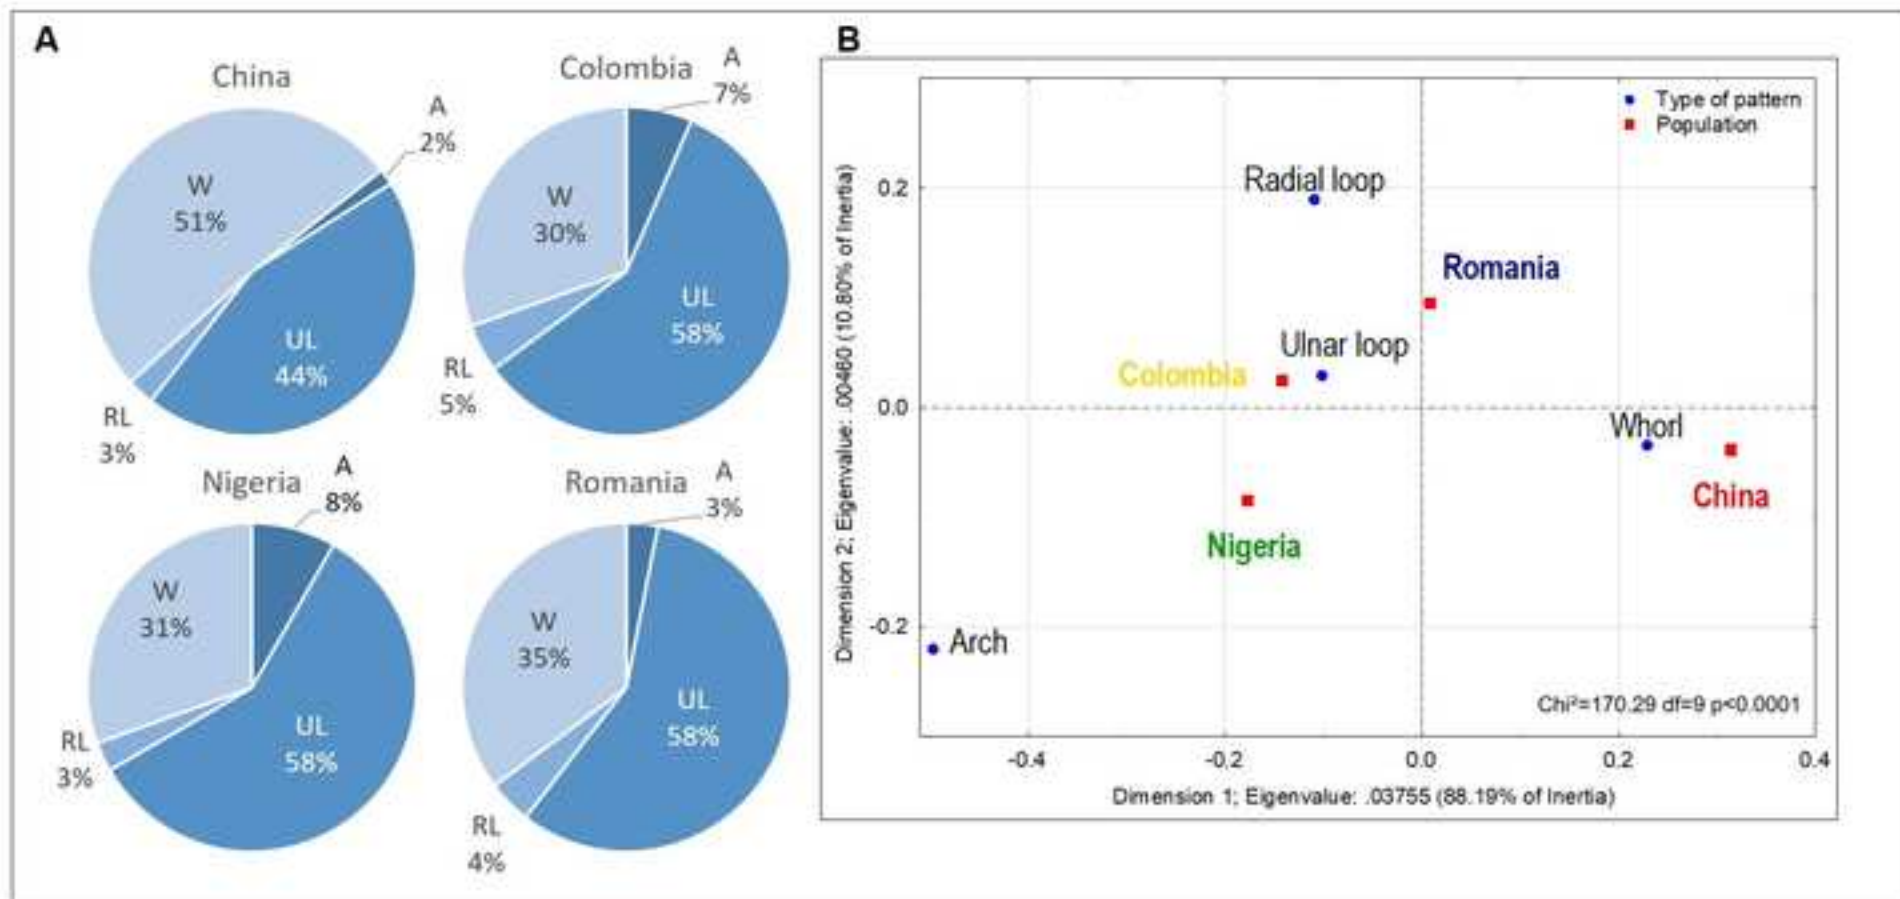 A
China
A
2%
W
51%
UL
44%
RL
3%
Colombia
A
7%
W
30%
UL
58%
RL
5%
Nigeria
A
8%
W
31%
UL
58%
RL
3%
Romania
A
3%
W
35%
UL
58%
RL
4%
B
Type of pattern
Population
Radial loop
Romania
Ulnar loop
Colombia
Whorl
China
Nigeria
Arch
Chi²=170.29 df=9 p<0.0001
0.2
0.0
-0.2
-0.4
-0.2
0.0
0.2
0.4
Dimension 2; Eigenvalue: .00460 (10.80% of Inertia)
Dimension 1; Eigenvalue: .03755 (88.19% of Inertia)